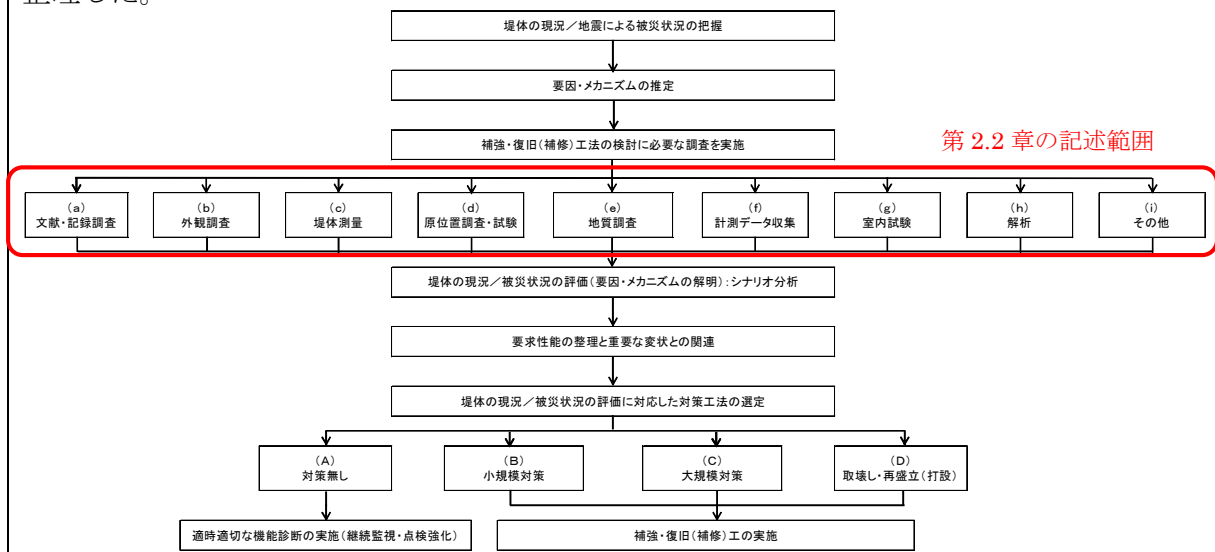 整理した。
堤体の現況／地震による被災状況の把握
要因・メカニズムの推定
補強・復旧（補修）工法の検討に必要な調査を実施
第 2.2 章の記述範囲
(a)
文献・記録調査
(b)
外観調査
(c)
堤体測量
(d)
原位置調査・試験
(e)
地質調査
(f)
計測データ収集
(g)
室内試験
(h)
解析
(i)
その他
堤体の現況／被災状況の評価（要因・メカニズムの解明）：シナリオ分析
要求性能の整理と重要な変状との関連
堤体の現況／被災状況の評価に対応した対策工法の選定
(A)
対策無し
(B)
小規模対策
(C)
大規模対策
(D)
取壊し・再盛立（打設）
適時適切な機能診断の実施（継続監視・点検強化）
補強・復旧（補修）工の実施